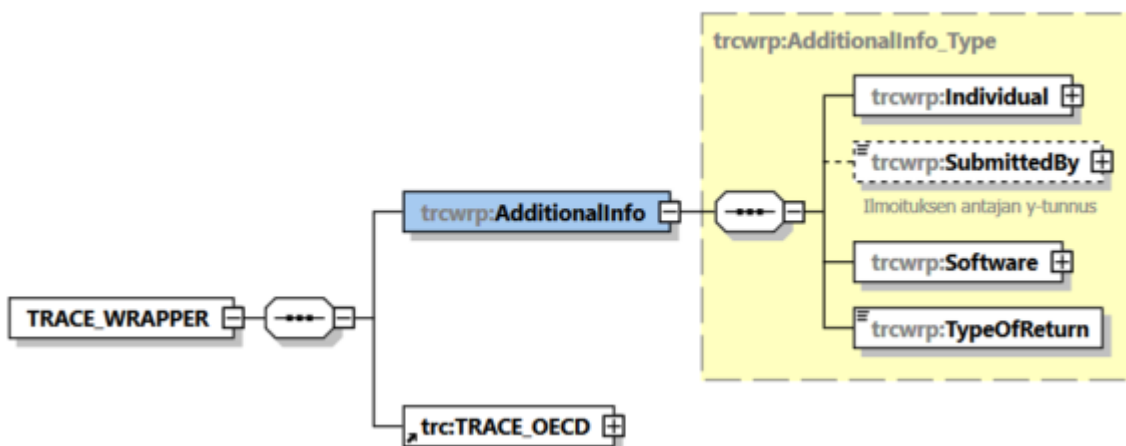 trcwrp:AdditionalInfo_Type
trcwrp:Individual
trcwrp:SubmittedBy
Ilmoituksen antajan y-tunnus
trcwrp:AdditionalInfo
trcwrp:Software
TRACE_WRAPPER
trcwrp:TypeOfReturn
trc:TRACE_OECD